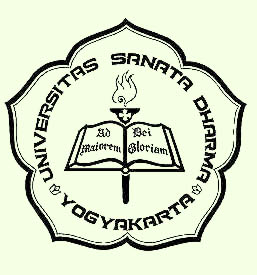 UNIVERSITAS SANATA DHARMA
Ad Dei
Maiorem Gloriam
YOGYAKARTA